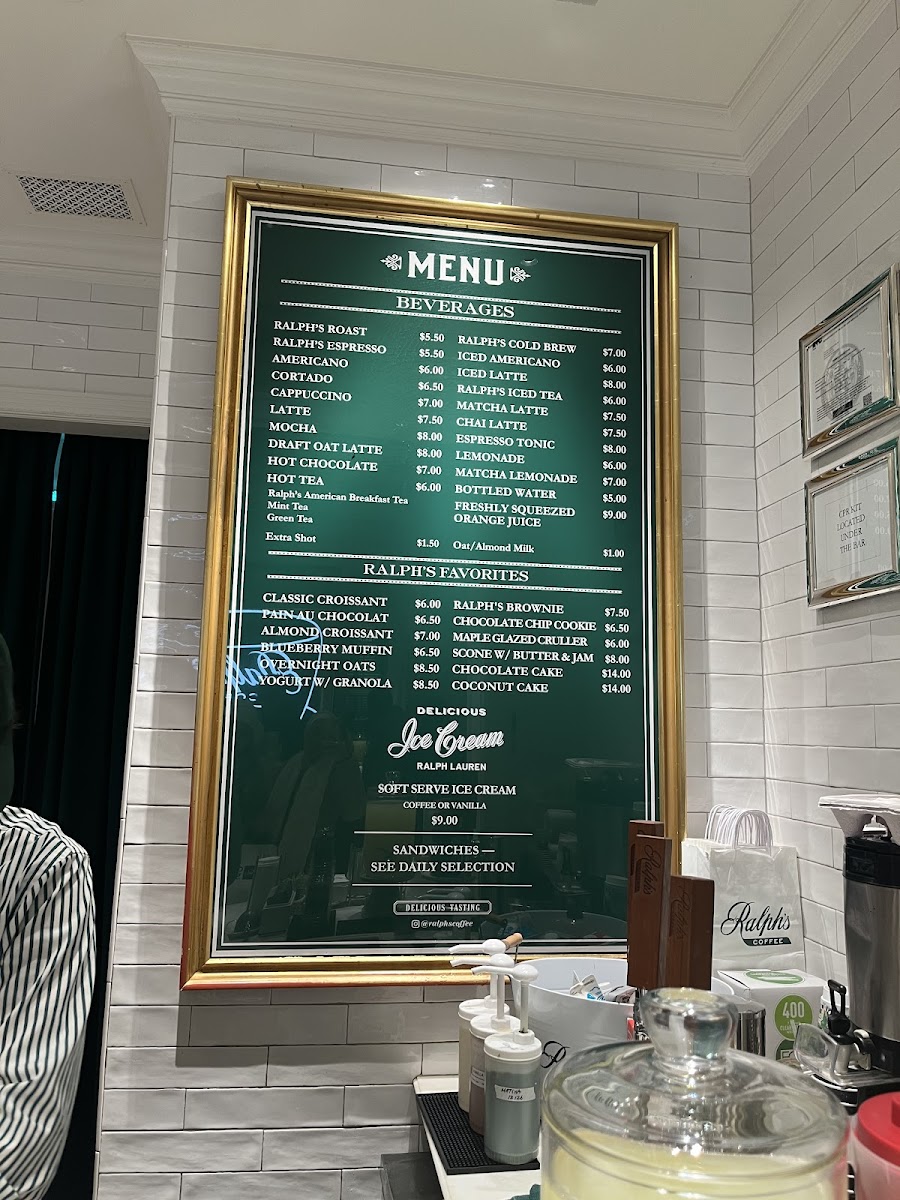 MENU
BEVERAGES
RALPH'S ROAST $5.50
RALPH'S ESPRESSO $5.50
AMERICANO $6.00
CORTADO $6.50
CAPPUCCINO $7.00
LATTE $7.50
MOCHA $8.00
DRAFT OAT LATTE $8.00
HOT CHOCOLATE $7.00
HOT TEA $6.00
Ralph's American Breakfast Tea
Mint Tea
Green Tea
Extra Shot $1.50
RALPH'S COLD BREW $7.00
ICED AMERICANO $6.00
ICED LATTE $8.00
RALPH'S ICED TEA $6.00
MATCHA LATTE $7.50
CHAI LATTE $7.50
ESPRESSO TONIC $8.00
LEMONADE $6.00
MATCHA LEMONADE $7.00
BOTTLED WATER $5.00
FRESHLY SQUEEZED $9.00
ORANGE JUICE
Oat/Almond Milk $1.00
RALPH'S FAVORITES
CLASSIC CROISSANT $6.00
PAIN AU CHOCOLAT $6.50
ALMOND CROISSANT $7.00
BLUEBERRY MUFFIN $6.50
OVERNIGHT OATS $8.50
YOGURT W/ GRANOLA $8.50
RALPH'S BROWNIE $7.50
CHOCOLATE CHIP COOKIE $6.50
MAPLE GLAZED CRULLER $6.00
SCONE W/ BUTTER & JAM $8.00
CHOCOLATE CAKE $14.00
COCONUT CAKE $14.00
DELICIOUS
Ice Cream
RALPH LAUREN
SOFT SERVE ICE CREAM
COFFEE OR VANILLA
$9.00
SANDWICHES —
SEE DAILY SELECTION
DELICIOUS TASTING
@ralphscoffee
CPR KIT
LOCATED
UNDER
THE BAR
Ralph's
COFFEE
Ralph's
400